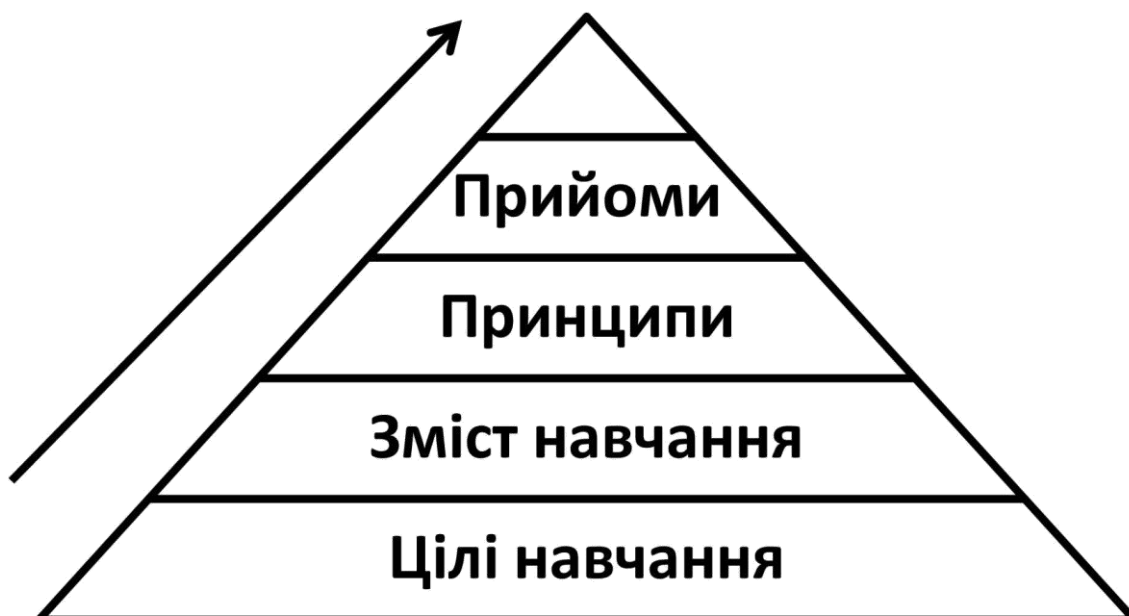 Прийоми
Принципи
Зміст навчання
Цілі навчання